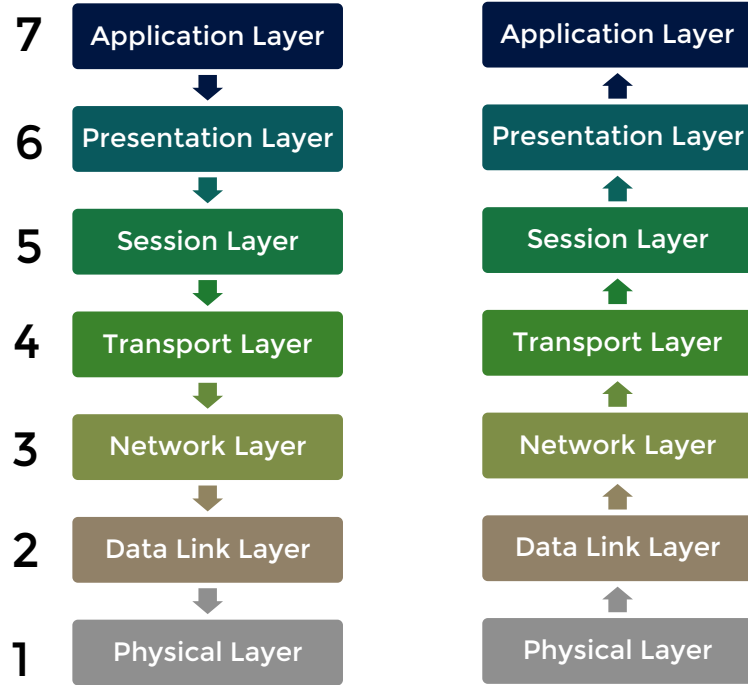 7 Application Layer Application Layer
6 Presentation Layer Presentation Layer
5 Session Layer Session Layer
4 Transport Layer Transport Layer
3 Network Layer Network Layer
2 Data Link Layer Data Link Layer
1 Physical Layer Physical Layer